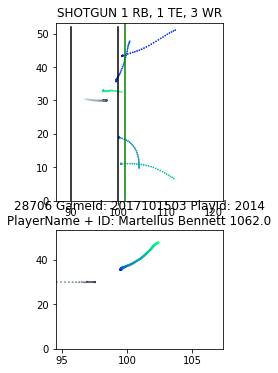 SHOTGUN 1 RB, 1 TE, 3 WR
50
40
30
20
10
0
90 100 110 120
28706 GameId: 2017101503 PlayId: 2014
PlayerName + ID: Martellus Bennett 1062.0
40
20
0
95 100 105